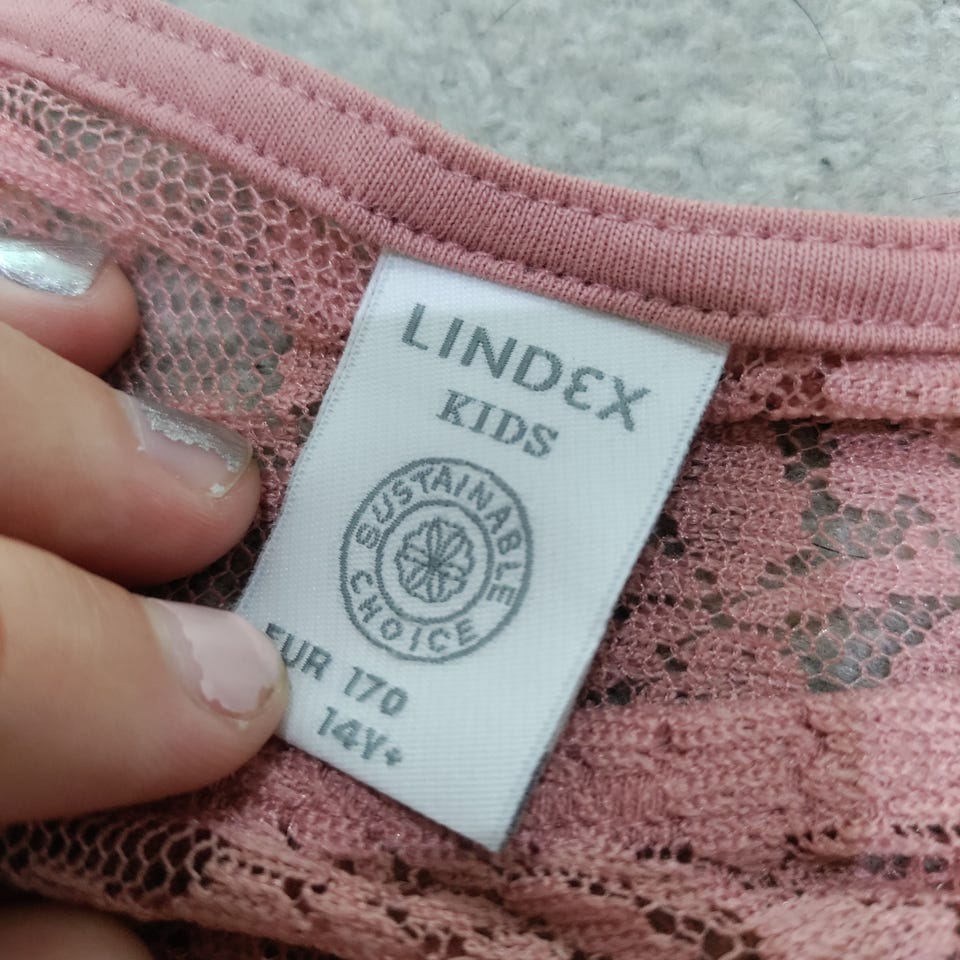 LINDEX
KIDS
SUSTAINABLE
CHOICE
EUR 170
14Y+